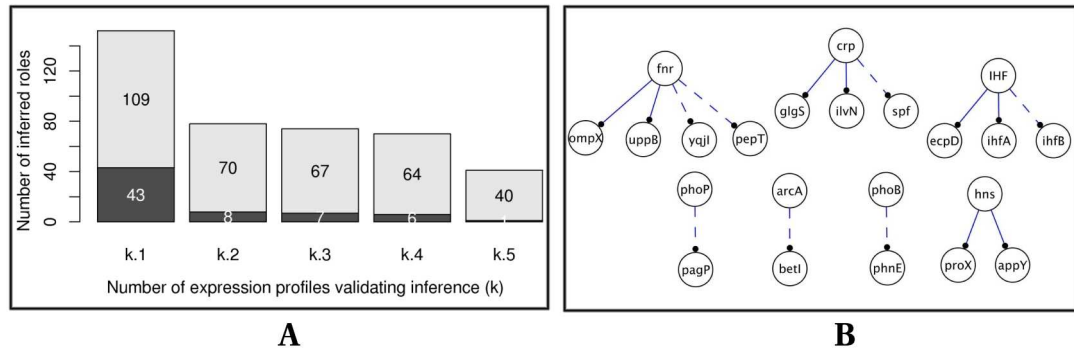 Number of inferred roles
0 40 80 120
109
43
70
8
67
7
64
6
40
1
k.1 k.2 k.3 k.4 k.5
Number of expression profiles validating inference (k)
A
crp
fnr
IHF
glgS ilvN spf
ompX uppB yqjI pepT
ecpD ihfA ihfB
phoP arcA phoB hns
pagP betI phnE proX appY
B